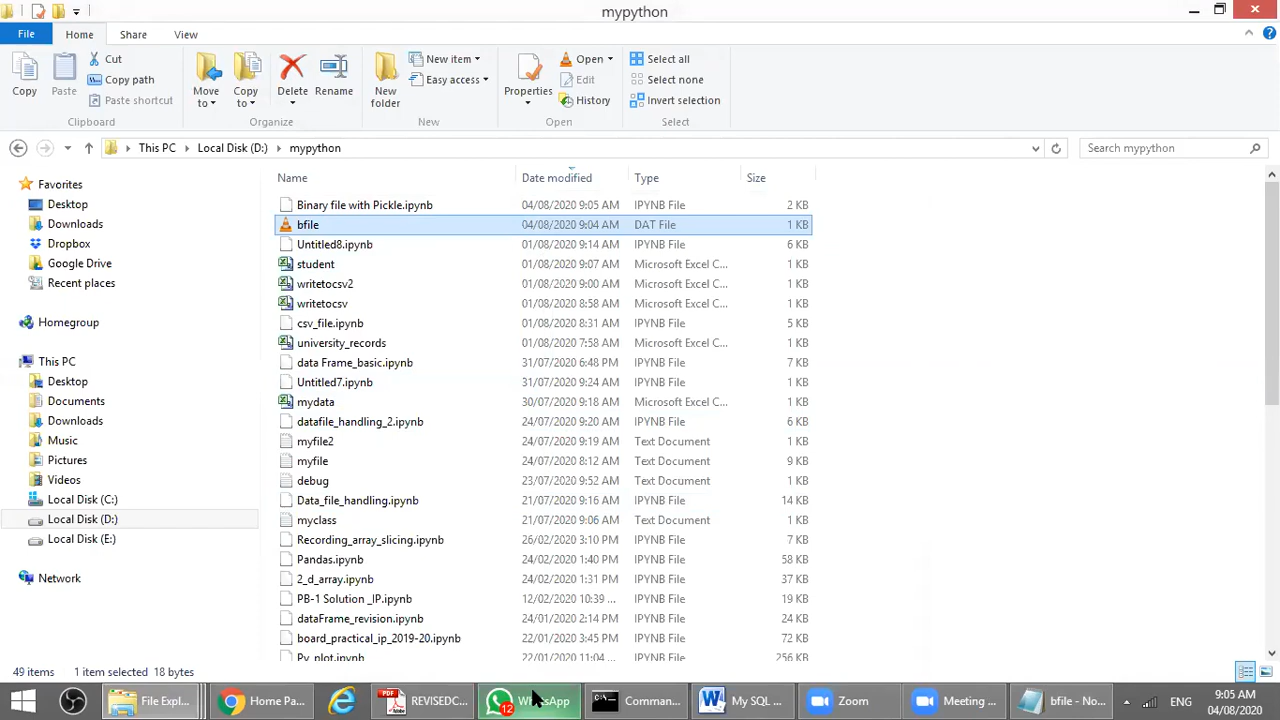 mypython
File Home Share View
Copy Paste Cut Copy path Paste shortcut Move to Copy to Delete Rename New folder New item Easy access Properties Open Edit History Select all Select none Invert selection
Clipboard Organize New Open Select
This PC Local Disk (D:) mypython Search mypython
Name Date modified Type Size
Favorites
Desktop
Downloads
Dropbox
Google Drive
Recent places
Homegroup
This PC
Desktop
Documents
Downloads
Music
Pictures
Videos
Local Disk (C:)
Local Disk (D:)
Local Disk (E:)
Network
Binary file with Pickle.ipynb 04/08/2020 9:05 AM IPYNB File 2 KB
bfile 04/08/2020 9:04 AM DAT File 1 KB
Untitled8.ipynb 01/08/2020 9:14 AM IPYNB File 6 KB
student 01/08/2020 9:07 AM Microsoft Excel C... 1 KB
writetocsv2 01/08/2020 9:00 AM Microsoft Excel C... 1 KB
writetocsv 01/08/2020 8:58 AM Microsoft Excel C... 1 KB
csv_file.ipynb 01/08/2020 8:31 AM IPYNB File 5 KB
university_records 01/08/2020 7:58 AM Microsoft Excel C... 1 KB
data Frame_basic.ipynb 31/07/2020 6:48 PM IPYNB File 7 KB
Untitled7.ipynb 31/07/2020 9:24 AM IPYNB File 1 KB
mydata 30/07/2020 9:18 AM Microsoft Excel C... 1 KB
datafile_handling_2.ipynb 24/07/2020 9:20 AM IPYNB File 6 KB
myfile2 24/07/2020 9:19 AM Text Document 1 KB
myfile 24/07/2020 8:12 AM Text Document 9 KB
debug 23/07/2020 9:52 AM Text Document 1 KB
Data_file_handling.ipynb 21/07/2020 9:16 AM IPYNB File 14 KB
myclass 21/07/2020 9:06 AM Text Document 1 KB
Recording_array_slicing.ipynb 26/02/2020 3:10 PM IPYNB File 7 KB
Pandas.ipynb 24/02/2020 1:40 PM IPYNB File 58 KB
2_d_array.ipynb 24/02/2020 1:31 PM IPYNB File 37 KB
PB-1 Solution _IP.ipynb 12/02/2020 10:39 ... IPYNB File 19 KB
dataFrame_revision.ipynb 24/01/2020 2:14 PM IPYNB File 24 KB
board_practical_ip_2019-20.ipynb 22/01/2020 3:45 PM IPYNB File 72 KB
Py_plot.ipynb 22/01/2020 11:04 ... IPYNB File 256 KB
49 items 1 item selected 18 bytes
File Expl... Home Pa... REVISEDC... 12 WhatsApp Comman... My SQL ... Zoom Meeting ... bfile - No... ENG 9:05 AM
04/08/2020